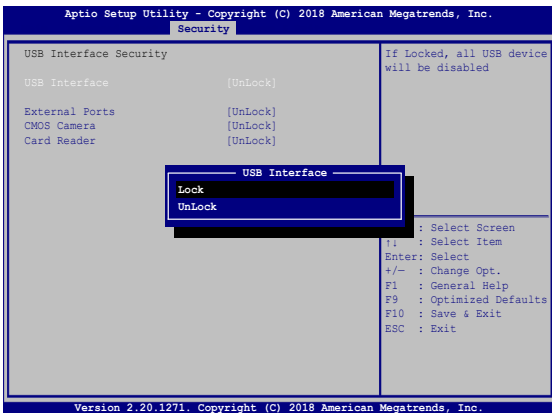 Aptio Setup Utility - Copyright (C) 2018 American Megatrends, Inc.
Security
USB Interface Security
USB Interface [UnLock]
External Ports [UnLock]
CMOS Camera [UnLock]
Card Reader [UnLock]
If Locked, all USB device
will be disabled
USB Interface
Lock
UnLock
: Select Screen
↑↓ : Select Item
Enter: Select
+/— : Change Opt.
F1 : General Help
F9 : Optimized Defaults
F10 : Save & Exit
ESC : Exit
Version 2.20.1271. Copyright (C) 2018 American Megatrends, Inc.